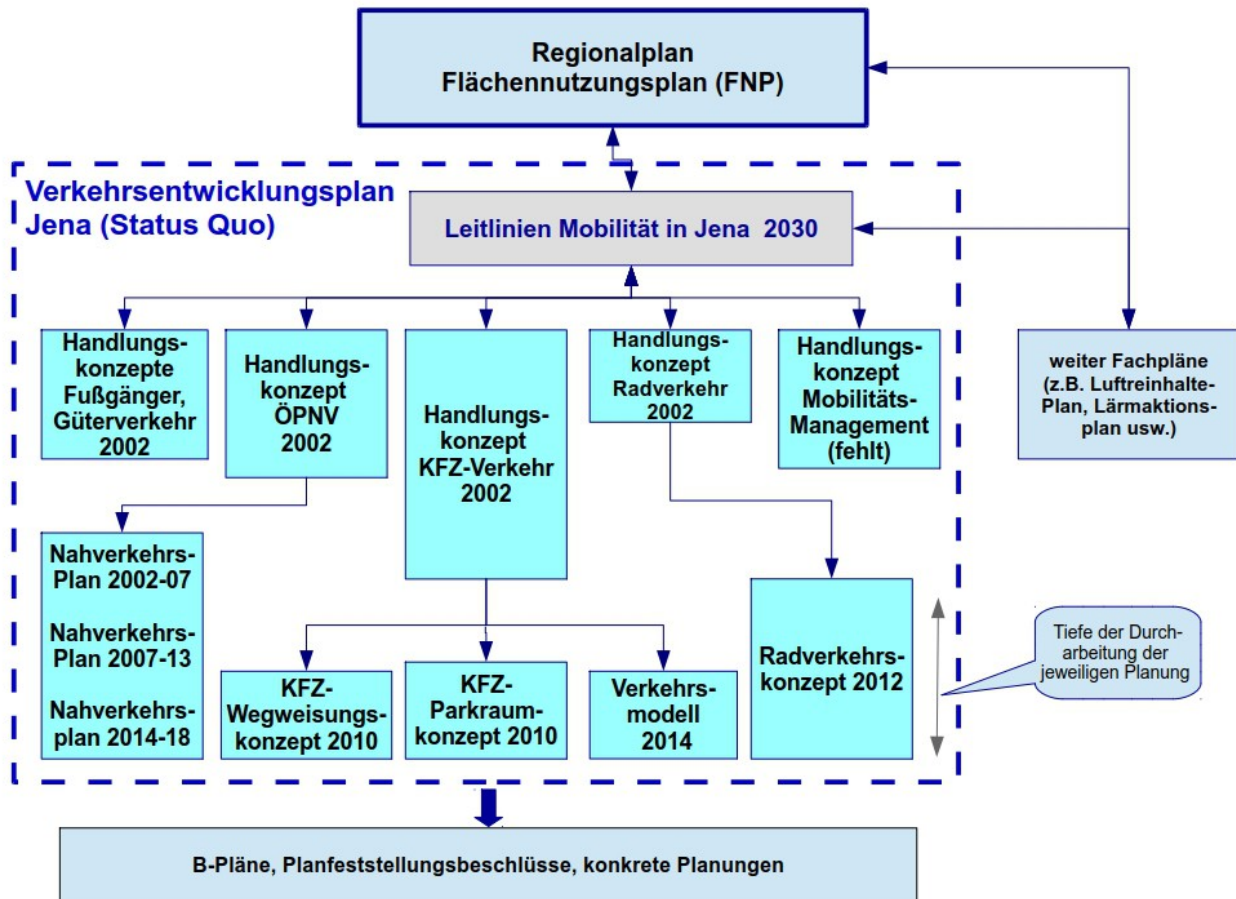 Regionalplan
Flächennutzungsplan (FNP)
Verkehrsentwicklungsplan
Jena (Status Quo)
Leitlinien Mobilität in Jena 2030
Handlungs-
konzepte
Fußgänger,
Güterverkehr
2002
Handlungs-
konzept
ÖPNV
2002
Handlungs-
konzept
KFZ-Verkehr
2002
Handlungs-
konzept
Radverkehr
2002
Handlungs-
konzept
Mobilitäts-
Management
(fehlt)
weiter Fachpläne
(z.B. Luftreinhalte-
Plan, Lärmaktions-
plan usw.)
Nahverkehrs-
Plan 2002-07
Nahverkehrs-
Plan 2007-13
Nahverkehrs-
plan 2014-18
KFZ-
Wegweisungs-
konzept 2010
KFZ-
Parkraum-
konzept 2010
Verkehrs-
modell
2014
Radverkehrs-
konzept 2012
Tiefe der Durch-
arbeitung der
jeweiligen Planung
B-Pläne, Planfeststellungsbeschlüsse, konkrete Planungen